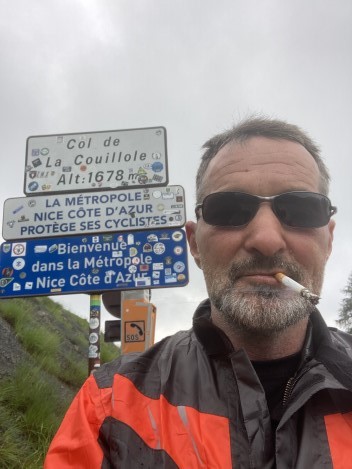 Col de
La Couillole
Alt:1678 m
LA MÉTROPOLE
NICE CÔTE D'AZUR
PROTÈGE SES CYCLISTES
Bienvenue
dans la Métropole
Nice Côte d'Azur
SOS